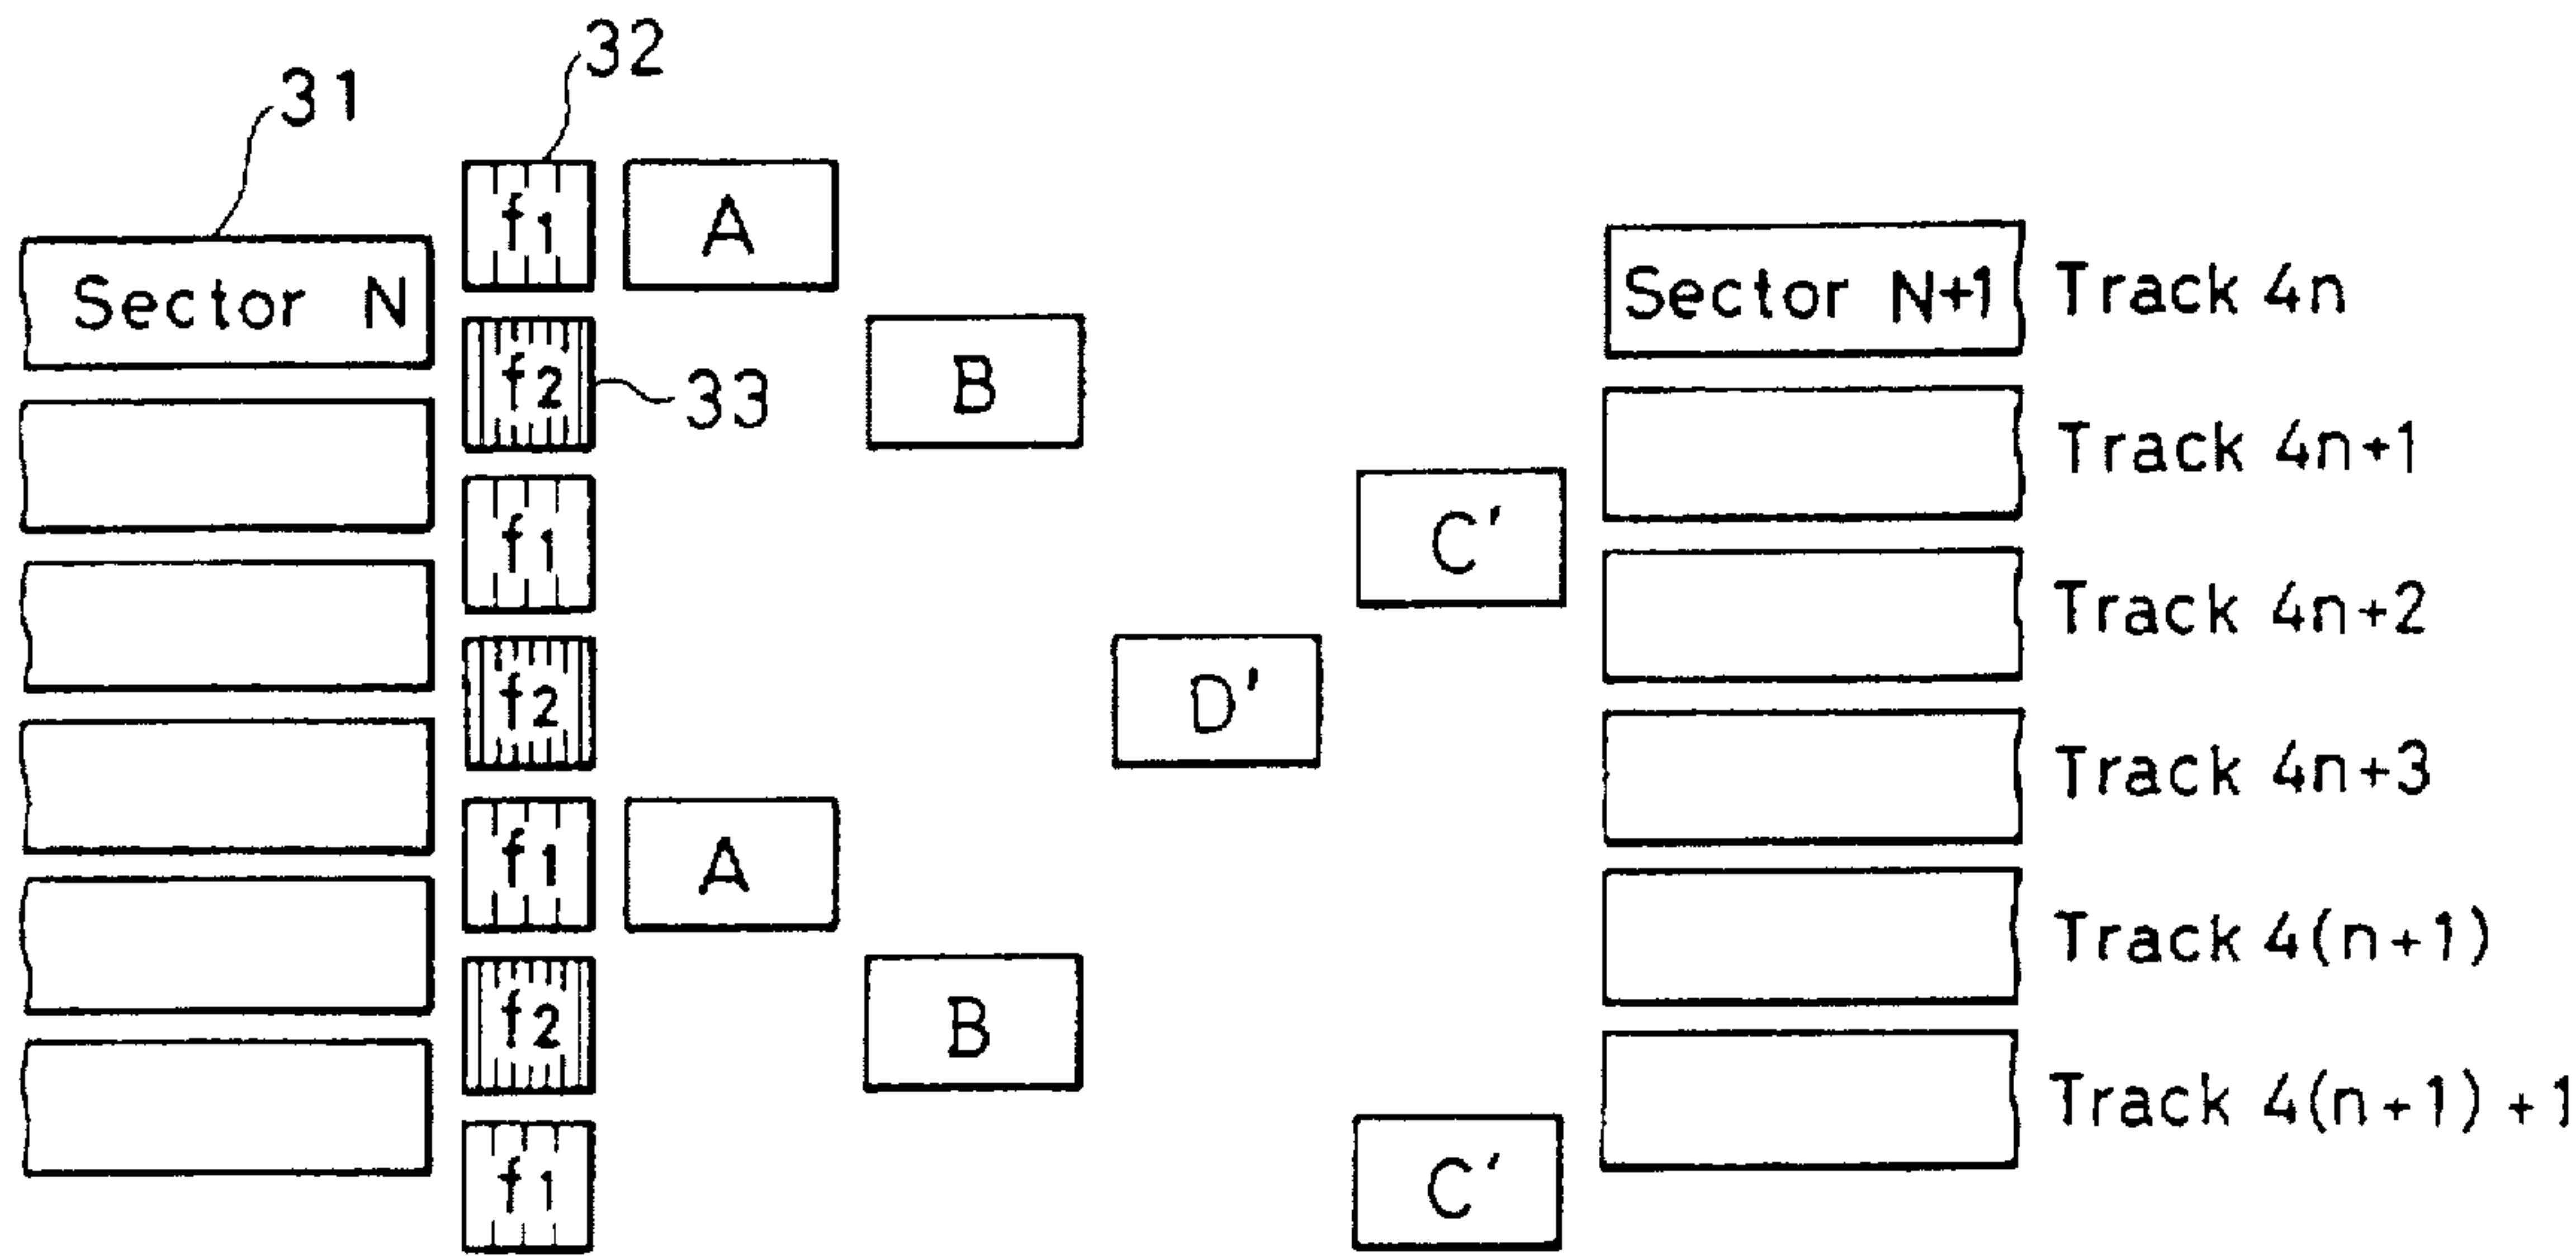 32
31
f1 A
Sector N Sector N+1 Track 4n
f2 33 B
Track 4n+1
f1 C'
Track 4n+2
f2 D'
Track 4n+3
f1 A
Track 4(n+1)
f2 B
Track 4(n+1)+1
f1 C'